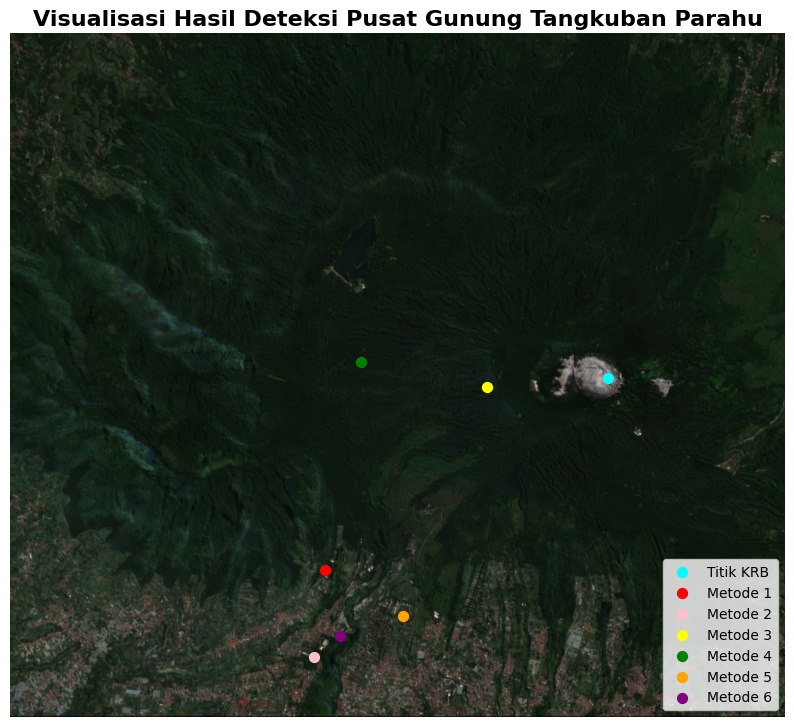 Visualisasi Hasil Deteksi Pusat Gunung Tangkuban Parahu
Titik KRB
Metode 1
Metode 2
Metode 3
Metode 4
Metode 5
Metode 6